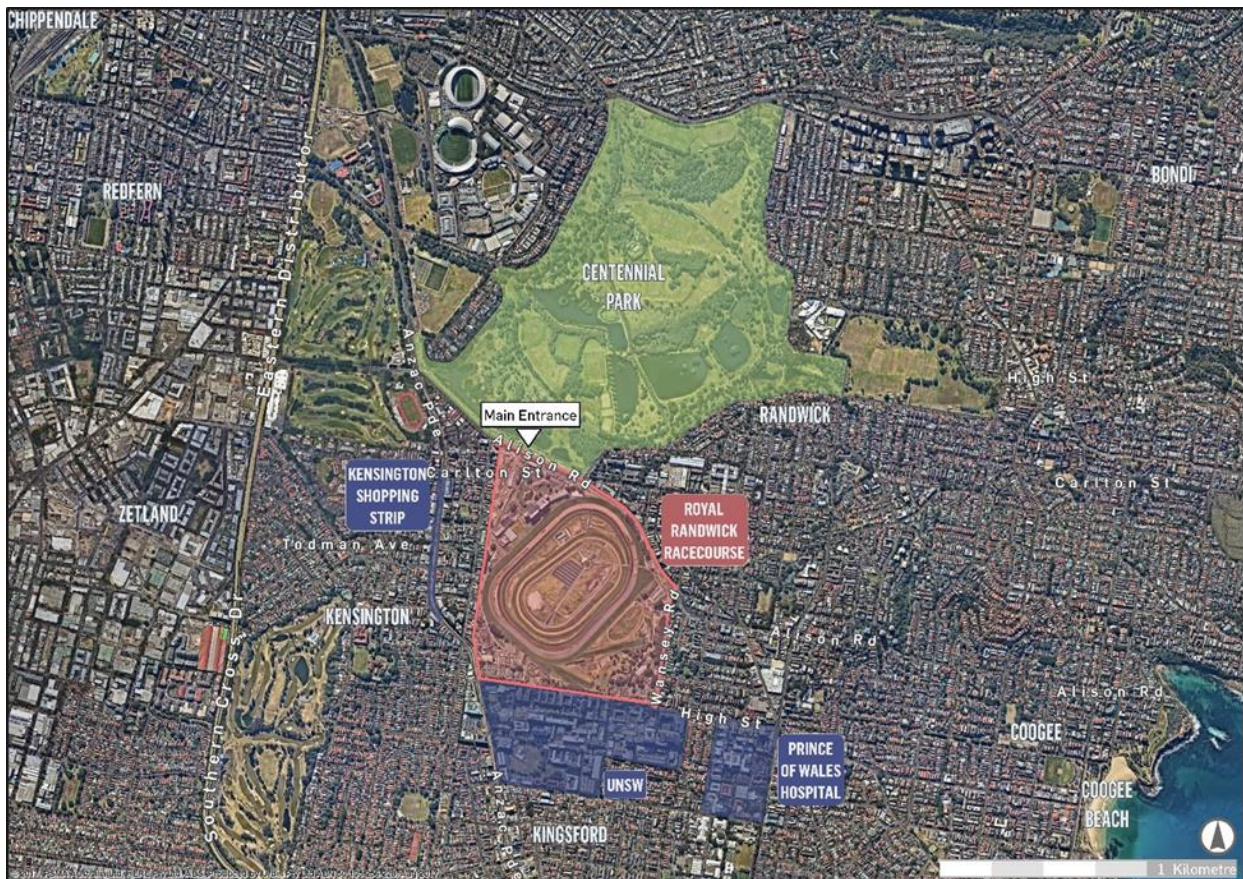 CHIPPENDALE
REDFERN
Eastern Distributor
BONDI
CENTENNIAL
PARK
Anzac Pde
High St
RANDWICK
Main Entrance
Alison Rd
Carlton St
KENSINGTON
SHOPPING
STRIP
Carlton St
ZETLAND
ROYAL
RANDWICK
RACECOURSE
Todman Ave
KENSINGTON
Wansey Rd
Alison Rd
Alison Rd
Southern Cross Dr
High St
COOGEE
PRINCE
OF WALES
HOSPITAL
UNSW
COOGEE
BEACH
KINGSFORD
1 Kilometre